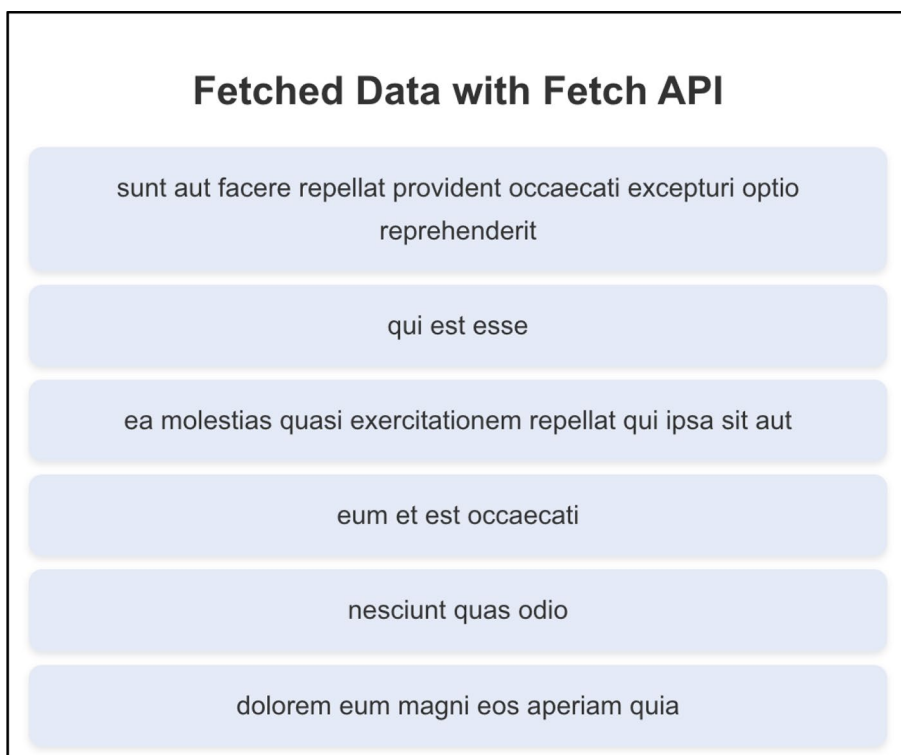 Fetched Data with Fetch API
sunt aut facere repellat provident occaecati excepturi optio
reprehenderit
qui est esse
ea molestias quasi exercitationem repellat qui ipsa sit aut
eum et est occaecati
nesciunt quas odio
dolorem eum magni eos aperiam quia